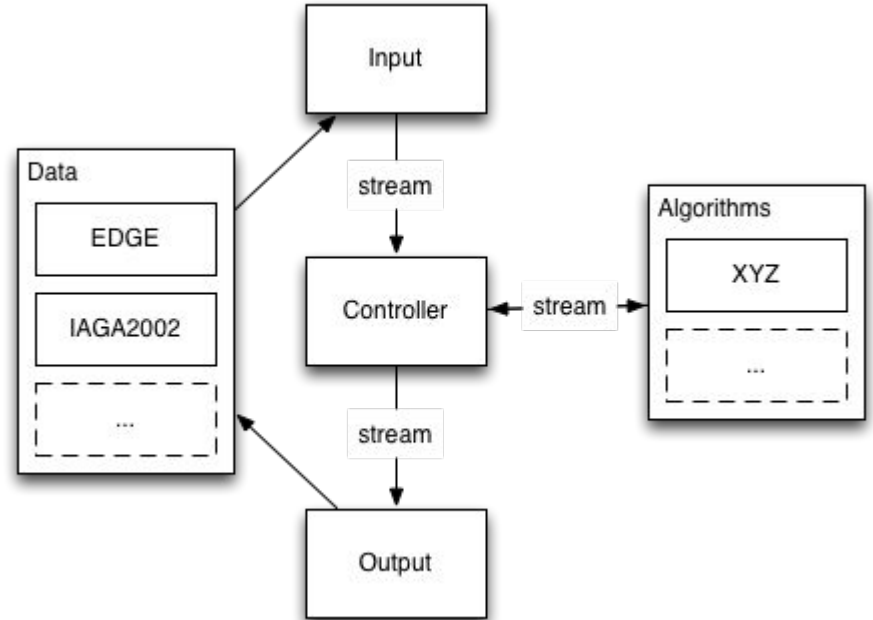 Input
stream
Data
EDGE
IAGA2002
...
Controller
stream
Algorithms
XYZ
...
stream
Output